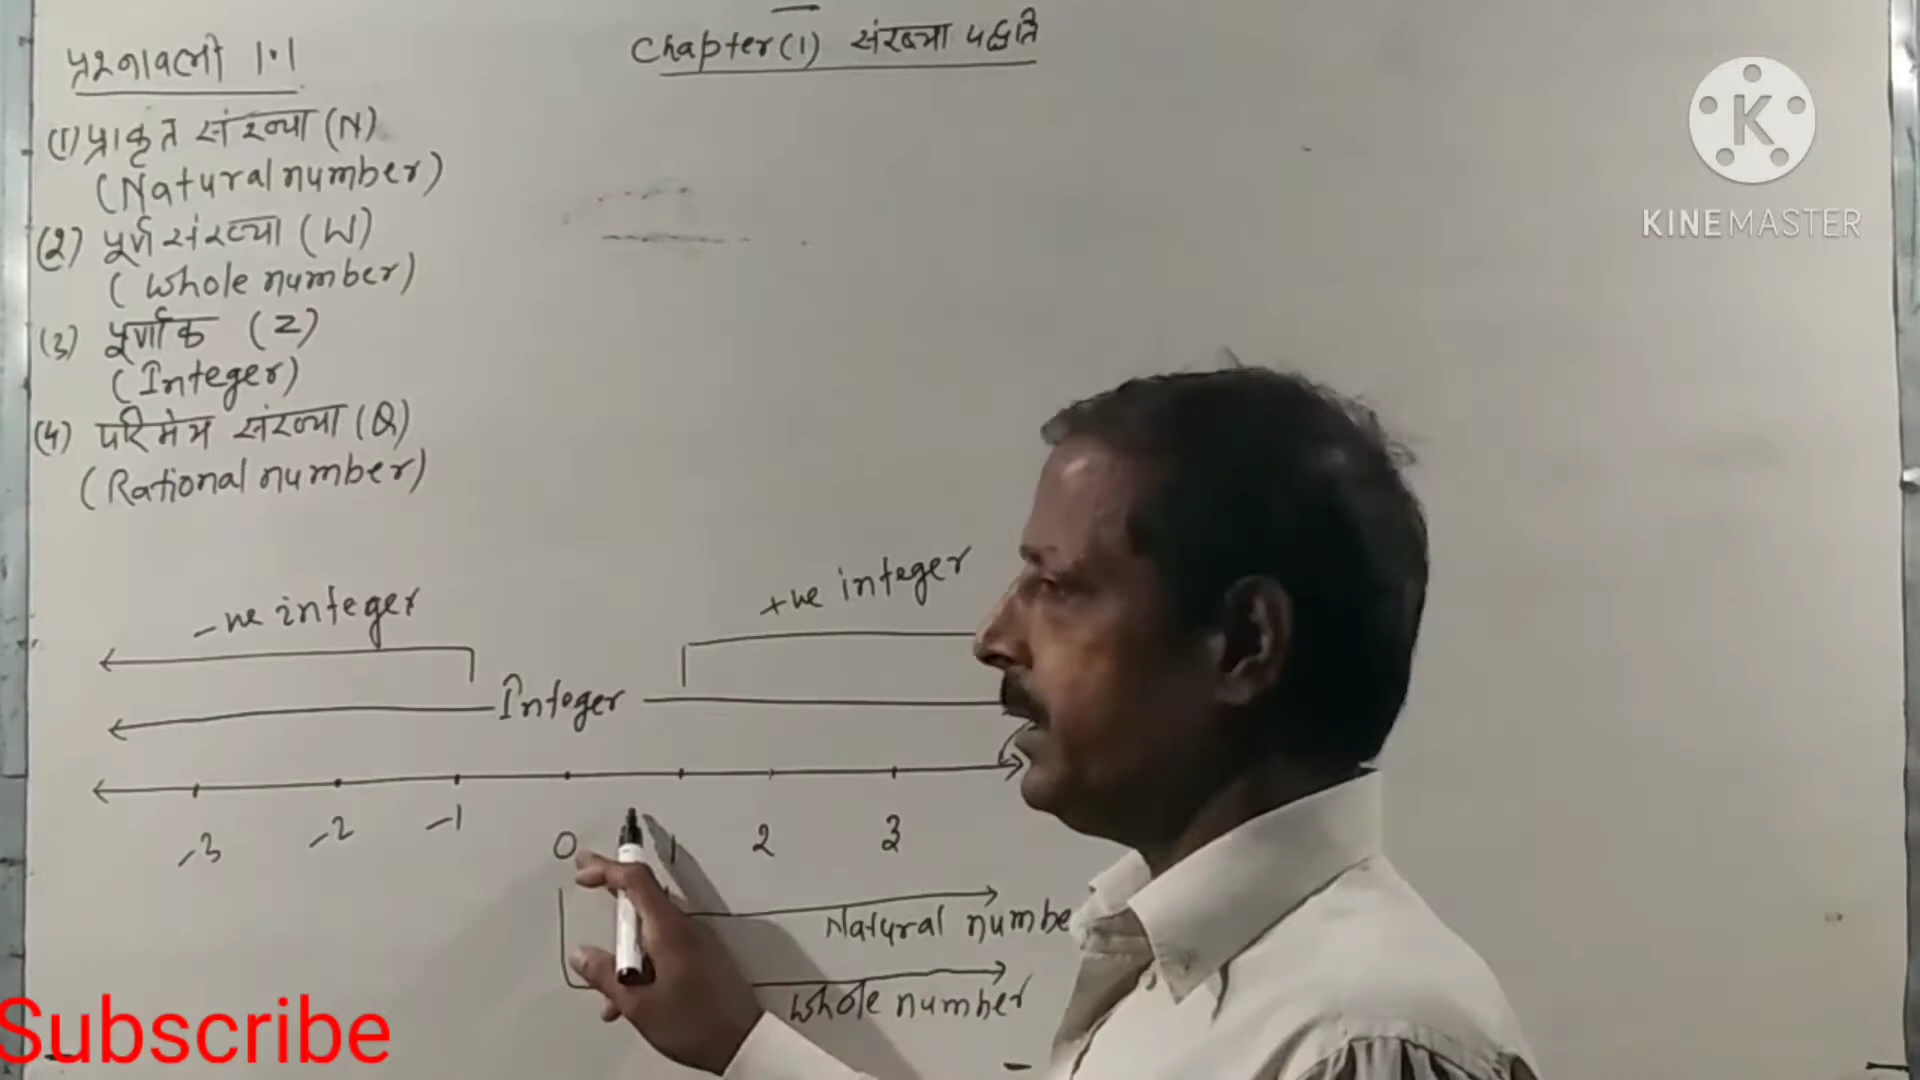 Chapter (1) संख्या पद्धति
प्रश्नावली 1.1
(1) प्राकृत संख्या (N)
(Natural number)
(2) पूर्ण संख्या (W)
(Whole number)
(3) पूर्णांक (Z)
(Integer)
(4) परिमेय संख्या (Q)
(Rational number)
-ve integer
+ve integer
Integer
-3 -2 -1 0 1 2 3
Natural numbe
Whole number
K
KINEMASTER
Subscribe